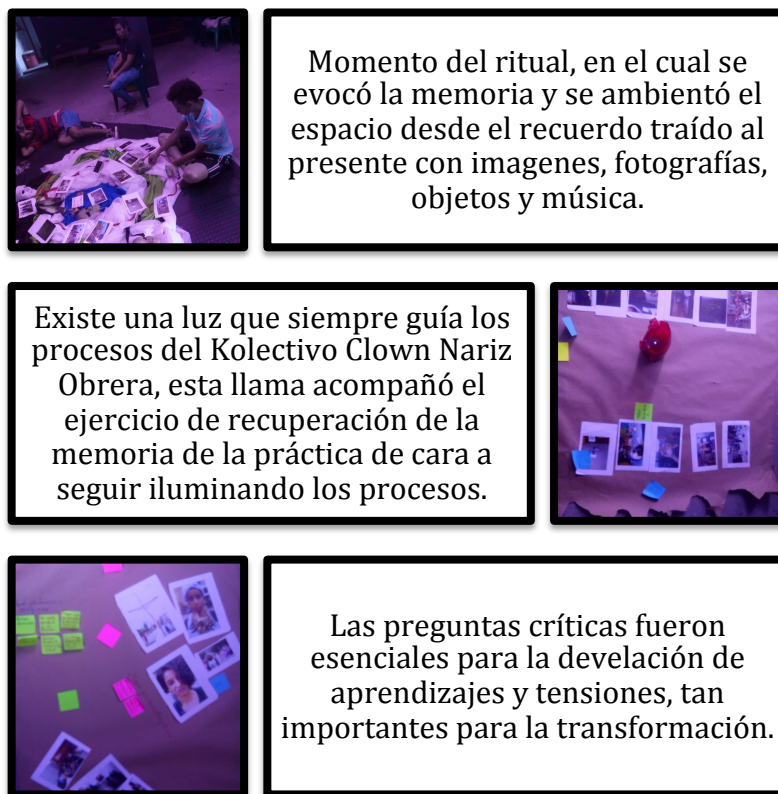 Momento del ritual, en el cual se
evocó la memoria y se ambientó el
espacio desde el recuerdo traído al
presente con imagenes, fotografías,
objetos y música.
Existe una luz que siempre guía los
procesos del Kolectivo Clown Nariz
Obrera, esta llama acompañó el
ejercicio de recuperación de la
memoria de la práctica de cara a
seguir iluminando los procesos.
Las preguntas críticas fueron
esenciales para la develación de
aprendizajes y tensiones, tan
importantes para la transformación.